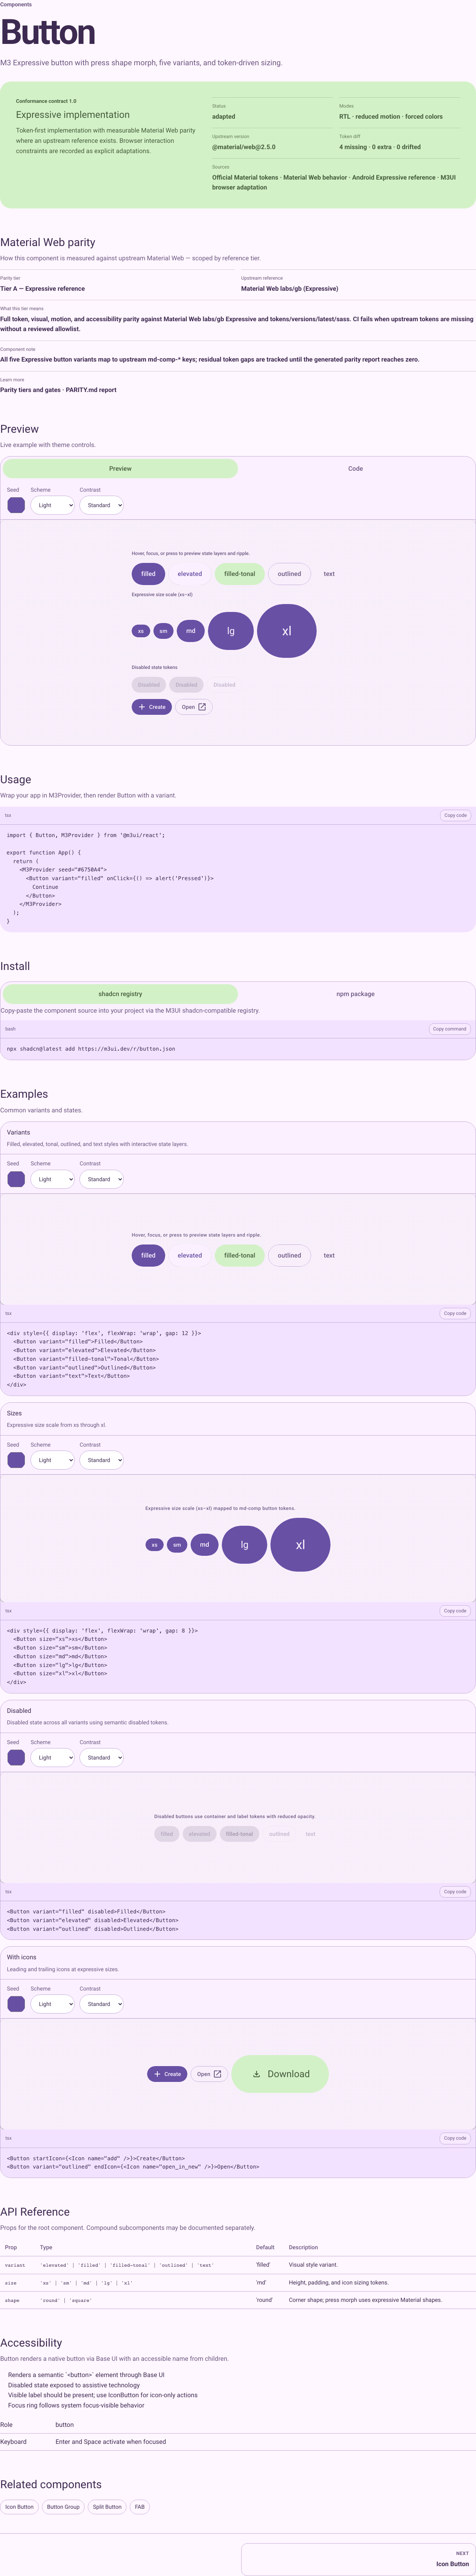 Components
Button
M3 Expressive button with press shape morph, five variants, and token-driven sizing.
Conformance contract 1.0
Expressive implementation
Token-first implementation with measurable Material Web parity
where an upstream reference exists. Browser interaction
constraints are recorded as explicit adaptations.
Status
adapted
Modes
RTL · reduced motion · forced colors
Upstream version
@material/web@2.5.0
Token diff
4 missing · 0 extra · 0 drifted
Sources
Official Material tokens · Material Web behavior · Android Expressive reference · M3UI
browser adaptation
Material Web parity
How this component is measured against upstream Material Web — scoped by reference tier.
Parity tier
Tier A — Expressive reference
Upstream reference
Material Web labs/gb (Expressive)
What this tier means
Full token, visual, motion, and accessibility parity against Material Web labs/gb Expressive and tokens/versions/latest/sass. CI fails when upstream tokens are missing
without a reviewed allowlist.
Component note
All five Expressive button variants map to upstream md-comp-* keys; residual token gaps are tracked until the generated parity report reaches zero.
Learn more
Parity tiers and gates · PARITY.md report
Preview
Live example with theme controls.
Preview
Code
Seed Scheme Contrast
Light Standard
Hover, focus, or press to preview state layers and ripple.
filled elevated filled-tonal outlined text
Expressive size scale (xs–xl)
xs sm md lg xl
Disabled state tokens
Disabled Disabled Disabled
Create Open
Usage
Wrap your app in M3Provider, then render Button with a variant.
tsx
Copy code
import { Button, M3Provider } from '@m3ui/react';
export function App() {
return (
<M3Provider seed="#6750A4">
<Button variant="filled" onClick={() => alert('Pressed')}>
Continue
</Button>
</M3Provider>
);
}
Install
shadcn registry
npm package
Copy-paste the component source into your project via the M3UI shadcn-compatible registry.
bash
Copy command
npx shadcn@latest add https://m3ui.dev/r/button.json
Examples
Common variants and states.
Variants
Filled, elevated, tonal, outlined, and text styles with interactive state layers.
Seed Scheme Contrast
Light Standard
Hover, focus, or press to preview state layers and ripple.
filled elevated filled-tonal outlined text
tsx
Copy code
<div style={{ display: 'flex', flexWrap: 'wrap', gap: 12 }}>
<Button variant="filled">Filled</Button>
<Button variant="elevated">Elevated</Button>
<Button variant="filled-tonal">Tonal</Button>
<Button variant="outlined">Outlined</Button>
<Button variant="text">Text</Button>
</div>
Sizes
Expressive size scale from xs through xl.
Seed Scheme Contrast
Light Standard
Expressive size scale (xs–xl) mapped to md-comp button tokens.
xs sm md lg xl
tsx
Copy code
<div style={{ display: 'flex', flexWrap: 'wrap', gap: 8 }}>
<Button size="xs">xs</Button>
<Button size="sm">sm</Button>
<Button size="md">md</Button>
<Button size="lg">lg</Button>
<Button size="xl">xl</Button>
</div>
Disabled
Disabled state across all variants using semantic disabled tokens.
Seed Scheme Contrast
Light Standard
Disabled buttons use container and label tokens with reduced opacity.
filled elevated filled-tonal outlined text
tsx
Copy code
<Button variant="filled" disabled>Filled</Button>
<Button variant="elevated" disabled>Elevated</Button>
<Button variant="outlined" disabled>Outlined</Button>
With icons
Leading and trailing icons at expressive sizes.
Seed Scheme Contrast
Light Standard
Create Open Download
tsx
Copy code
<Button startIcon={<Icon name="add" />}>Create</Button>
<Button variant="outlined" endIcon={<Icon name="open_in_new" />}>Open</Button>
API Reference
Props for the root component. Compound subcomponents may be documented separately.
Prop Type Default Description
variant 'elevated' | 'filled' | 'filled-tonal' | 'outlined' | 'text' 'filled' Visual style variant.
size 'xs' | 'sm' | 'md' | 'lg' | 'xl' 'md' Height, padding, and icon sizing tokens.
shape 'round' | 'square' 'round' Corner shape; press morph uses expressive Material shapes.
Accessibility
Button renders a native button via Base UI with an accessible name from children.
Renders a semantic `<button>` element through Base UI
Disabled state exposed to assistive technology
Visible label should be present; use IconButton for icon-only actions
Focus ring follows system focus-visible behavior
Role button
Keyboard Enter and Space activate when focused
Related components
Icon Button Button Group Split Button FAB
NEXT
Icon Button